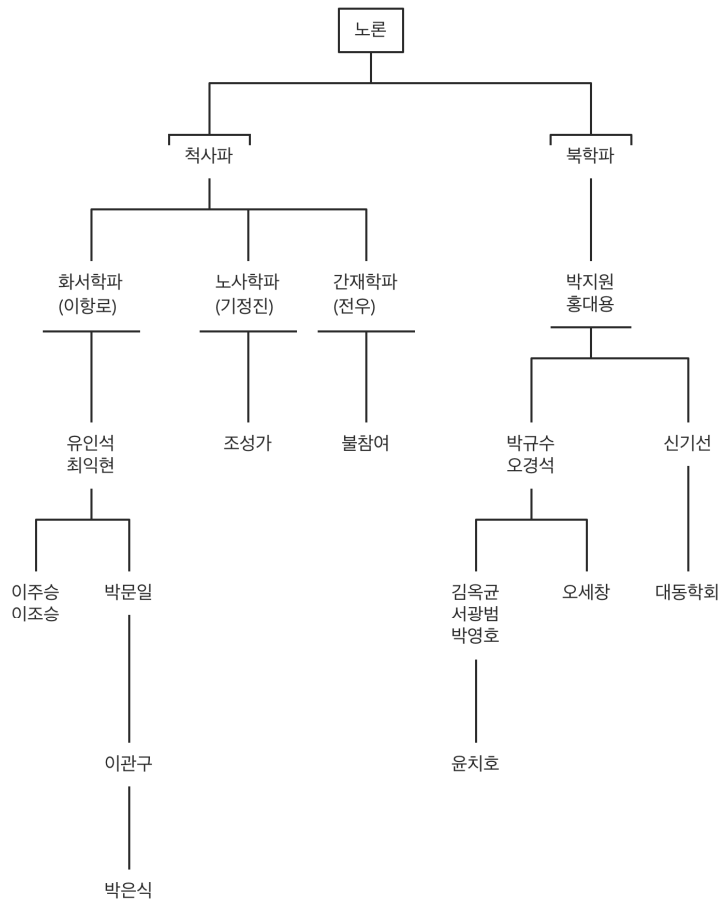 노론
척사파
북학파
화서학파
(이항로)
노사학파
(기정진)
간재학파
(전우)
박지원
홍대용
유인석
최익현
조성가
불참여
박규수
오경석
신기선
이주승
이조승
박문일
김옥균
서광범
박영호
오세창
대동학회
이관구
윤치호
박은식